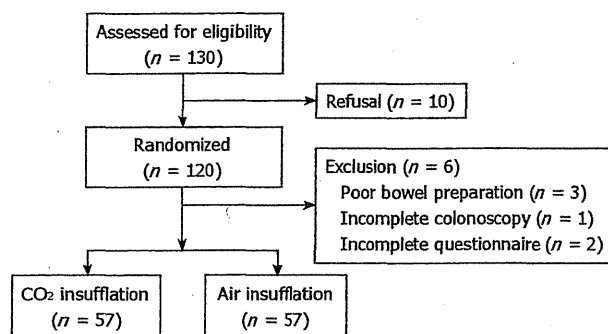 Assessed for eligibility
(n = 130)
Refusal (n = 10)
Randomized
(n = 120)
Exclusion (n = 6)
Poor bowel preparation (n = 3)
Incomplete colonoscopy (n = 1)
Incomplete questionnaire (n = 2)
CO₂ insufflation
(n = 57)
Air insufflation
(n = 57)